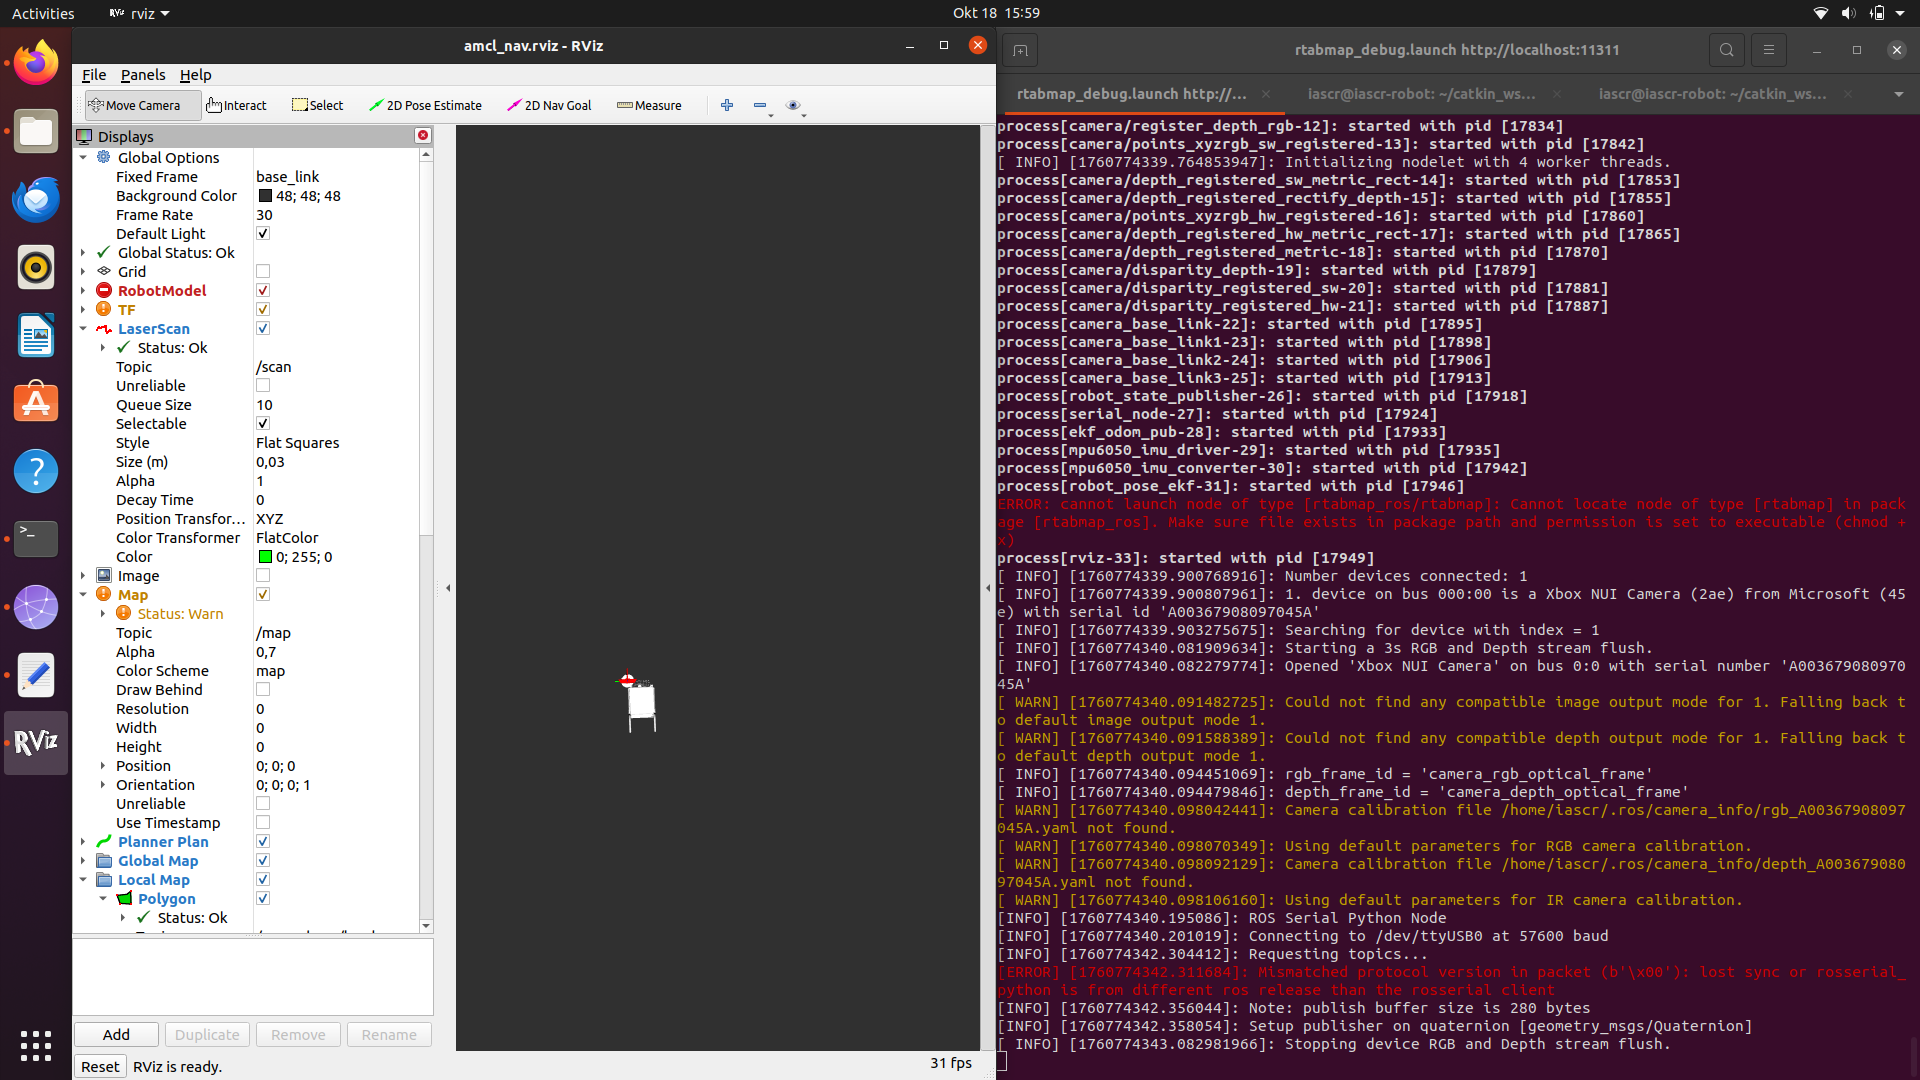 Activities
rviz
Okt 18  15:59
amcl_nav.rviz - RViz
File
Panels
Help
Move Camera
Interact
Select
2D Pose Estimate
2D Nav Goal
Measure
Displays
Global Options
Fixed Frame
base_link
Background Color
48; 48; 48
Frame Rate
30
Default Light
Global Status: Ok
Grid
RobotModel
TF
LaserScan
Status: Ok
Topic
/scan
Unreliable
Queue Size
10
Selectable
Style
Flat Squares
Size (m)
0,03
Alpha
1
Decay Time
0
Position Transfor...
XYZ
Color Transformer
FlatColor
Color
0; 255; 0
Image
Map
Status: Warn
Topic
/map
Alpha
0,7
Color Scheme
map
Draw Behind
Resolution
0
Width
0
Height
0
Position
0; 0; 0
Orientation
0; 0; 0; 1
Unreliable
Use Timestamp
Planner Plan
Global Map
Local Map
Polygon
Status: Ok
Add
Duplicate
Remove
Rename
Reset
RViz is ready.
31 fps
RViz
rtabmap_debug.launch http://localhost:11311
rtabmap_debug.launch http://...
iascr@iascr-robot: ~/catkin_ws...
iascr@iascr-robot: ~/catkin_ws...
process[camera/register_depth_rgb-12]: started with pid [17834]
process[camera/points_xyzrgb_sw_registered-13]: started with pid [17842]
[ INFO] [1760774339.764853947]: Initializing nodelet with 4 worker threads.
process[camera/depth_registered_sw_metric_rect-14]: started with pid [17853]
process[camera/depth_registered_rectify_depth-15]: started with pid [17855]
process[camera/points_xyzrgb_hw_registered-16]: started with pid [17860]
process[camera/depth_registered_hw_metric_rect-17]: started with pid [17865]
process[camera/depth_registered_metric-18]: started with pid [17870]
process[camera/disparity_depth-19]: started with pid [17879]
process[camera/disparity_registered_sw-20]: started with pid [17881]
process[camera/disparity_registered_hw-21]: started with pid [17887]
process[camera_base_link-22]: started with pid [17895]
process[camera_base_link1-23]: started with pid [17898]
process[camera_base_link2-24]: started with pid [17906]
process[camera_base_link3-25]: started with pid [17913]
process[robot_state_publisher-26]: started with pid [17918]
process[serial_node-27]: started with pid [17924]
process[ekf_odom_pub-28]: started with pid [17933]
process[mpu6050_imu_driver-29]: started with pid [17935]
process[mpu6050_imu_converter-30]: started with pid [17942]
process[robot_pose_ekf-31]: started with pid [17946]
ERROR: cannot launch node of type [rtabmap_ros/rtabmap]: Cannot locate node of type [rtabmap] in pack
age [rtabmap_ros]. Make sure file exists in package path and permission is set to executable (chmod +
x)
process[rviz-33]: started with pid [17949]
[ INFO] [1760774339.900768916]: Number devices connected: 1
[ INFO] [1760774339.900807961]: 1. device on bus 000:00 is a Xbox NUI Camera (2ae) from Microsoft (45
e) with serial id 'A00367908097045A'
[ INFO] [1760774339.903275675]: Searching for device with index = 1
[ INFO] [1760774340.081909634]: Starting a 3s RGB and Depth stream flush.
[ INFO] [1760774340.082279774]: Opened 'Xbox NUI Camera' on bus 0:0 with serial number 'A003679080970
45A'
[ WARN] [1760774340.091482725]: Could not find any compatible image output mode for 1. Falling back t
o default image output mode 1.
[ WARN] [1760774340.091588389]: Could not find any compatible depth output mode for 1. Falling back t
o default depth output mode 1.
[ INFO] [1760774340.094451069]: rgb_frame_id = 'camera_rgb_optical_frame'
[ INFO] [1760774340.094479846]: depth_frame_id = 'camera_depth_optical_frame'
[ WARN] [1760774340.098042441]: Camera calibration file /home/iascr/.ros/camera_info/rgb_A00367908097
045A.yaml not found.
[ WARN] [1760774340.098070349]: Using default parameters for RGB camera calibration.
[ WARN] [1760774340.098092129]: Camera calibration file /home/iascr/.ros/camera_info/depth_A003679080
97045A.yaml not found.
[ WARN] [1760774340.098106160]: Using default parameters for IR camera calibration.
[INFO] [1760774340.195086]: ROS Serial Python Node
[INFO] [1760774340.201019]: Connecting to /dev/ttyUSB0 at 57600 baud
[INFO] [1760774342.304412]: Requesting topics...
[ERROR] [1760774342.311684]: Mismatched protocol version in packet (b'\x00'): lost sync or rosserial_
python is from different ros release than the rosserial client
[INFO] [1760774342.356044]: Note: publish buffer size is 280 bytes
[INFO] [1760774342.358054]: Setup publisher on quaternion [geometry_msgs/Quaternion]
[ INFO] [1760774343.082981966]: Stopping device RGB and Depth stream flush.